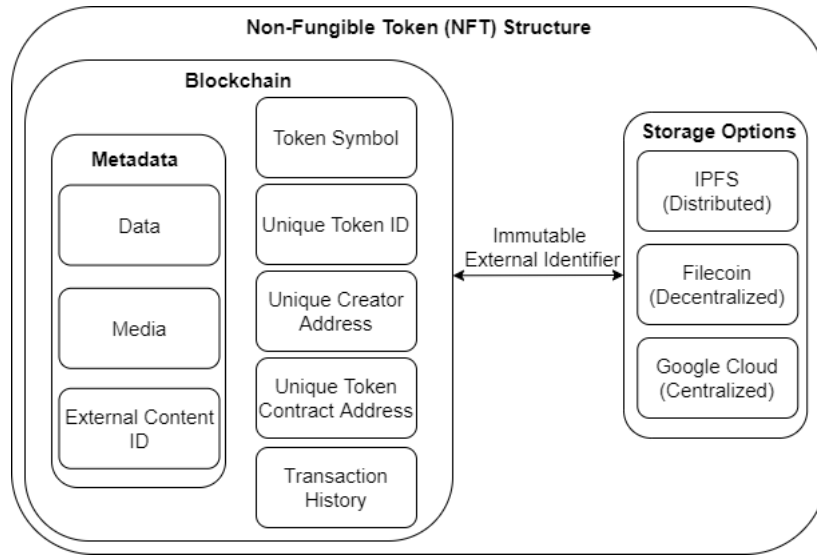 Non-Fungible Token (NFT) Structure
Blockchain
Metadata
Data
Media
External Content
ID
Token Symbol
Unique Token ID
Unique Creator
Address
Unique Token
Contract Address
Transaction
History
Immutable
External Identifier
Storage Options
IPFS
(Distributed)
Filecoin
(Decentralized)
Google Cloud
(Centralized)